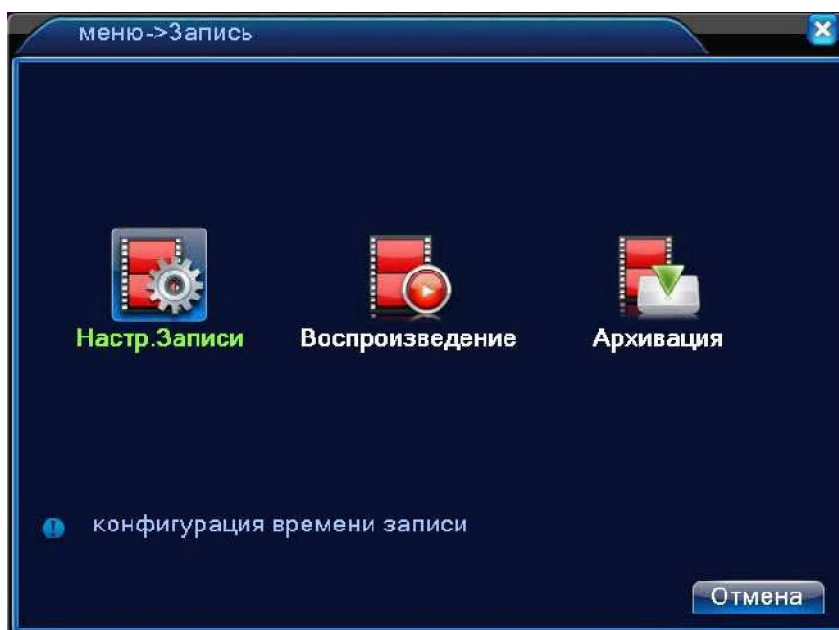 меню->Запись
Настр.Записи Воспроизведение Архивация
конфигурация времени записи
Отмена